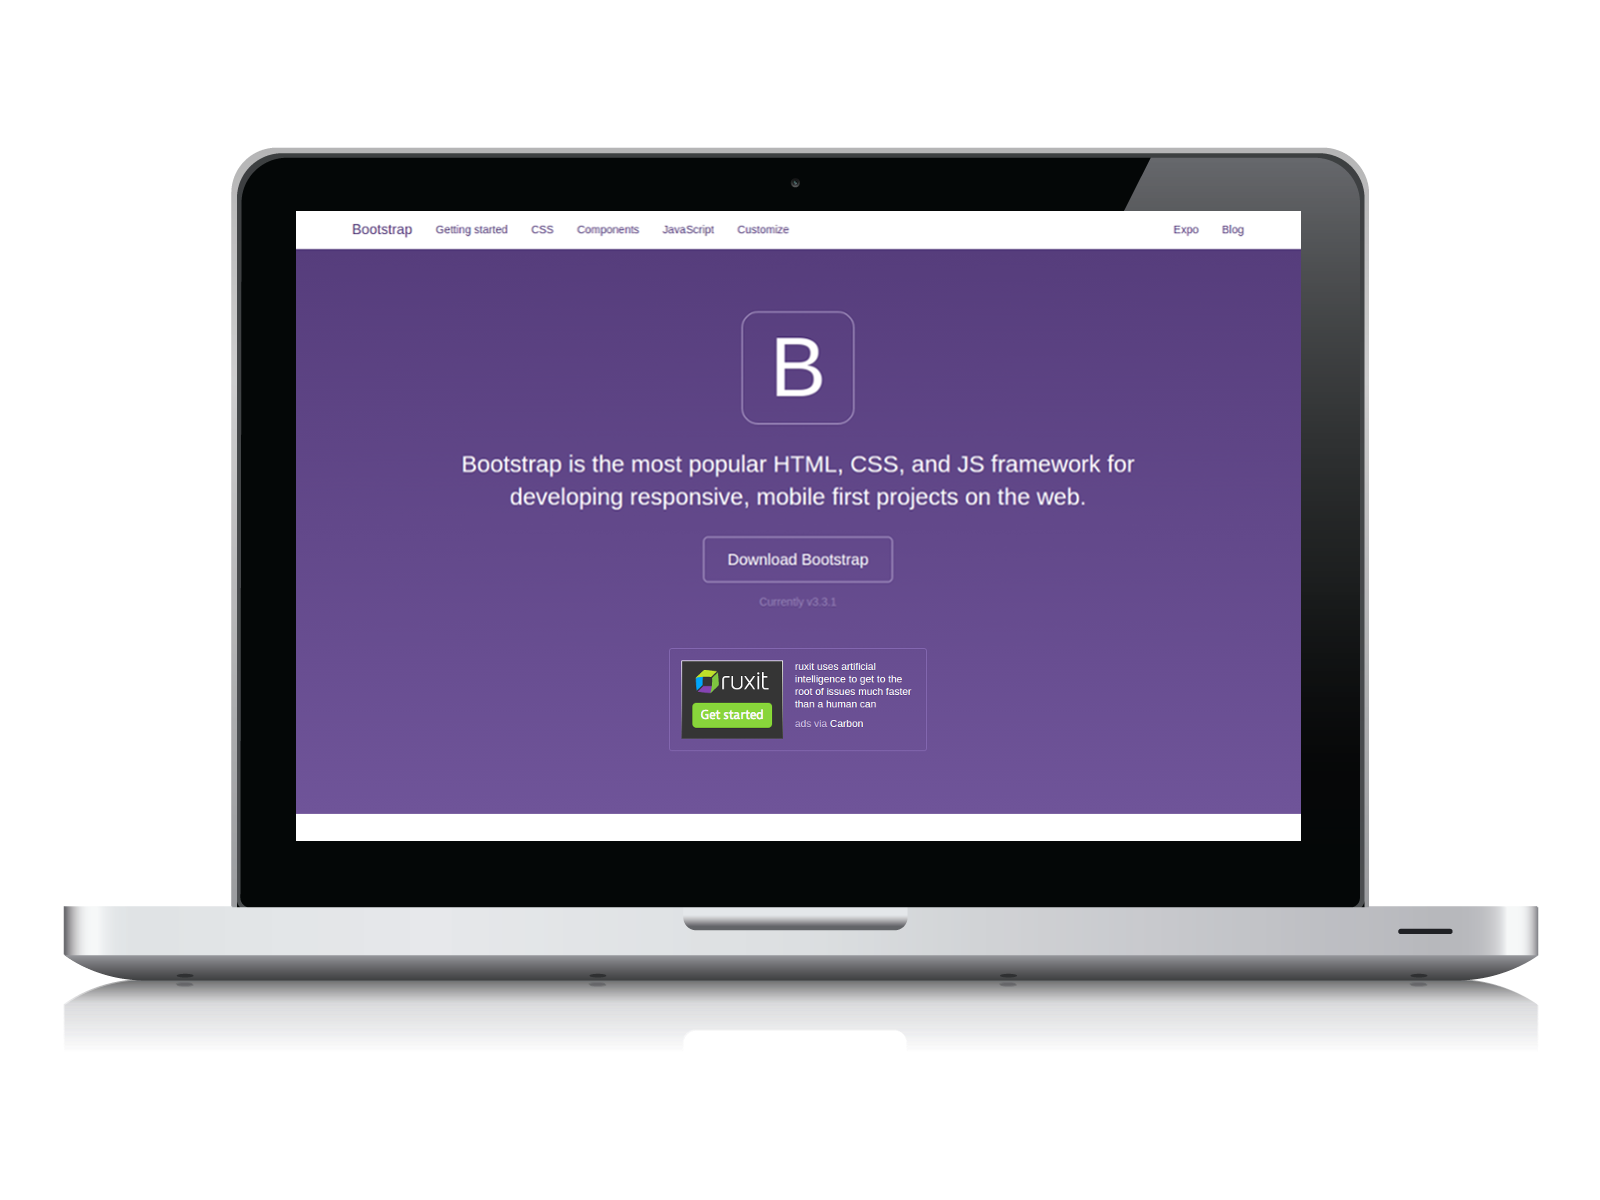 Bootstrap Getting started CSS Components JavaScript Customize Expo Blog
B
Bootstrap is the most popular HTML, CSS, and JS framework for
developing responsive, mobile first projects on the web.
Download Bootstrap
Currently v3.3.1
ruxit
Get started
ruxit uses artificial
intelligence to get to the
root of issues much faster
than a human can
ads via Carbon